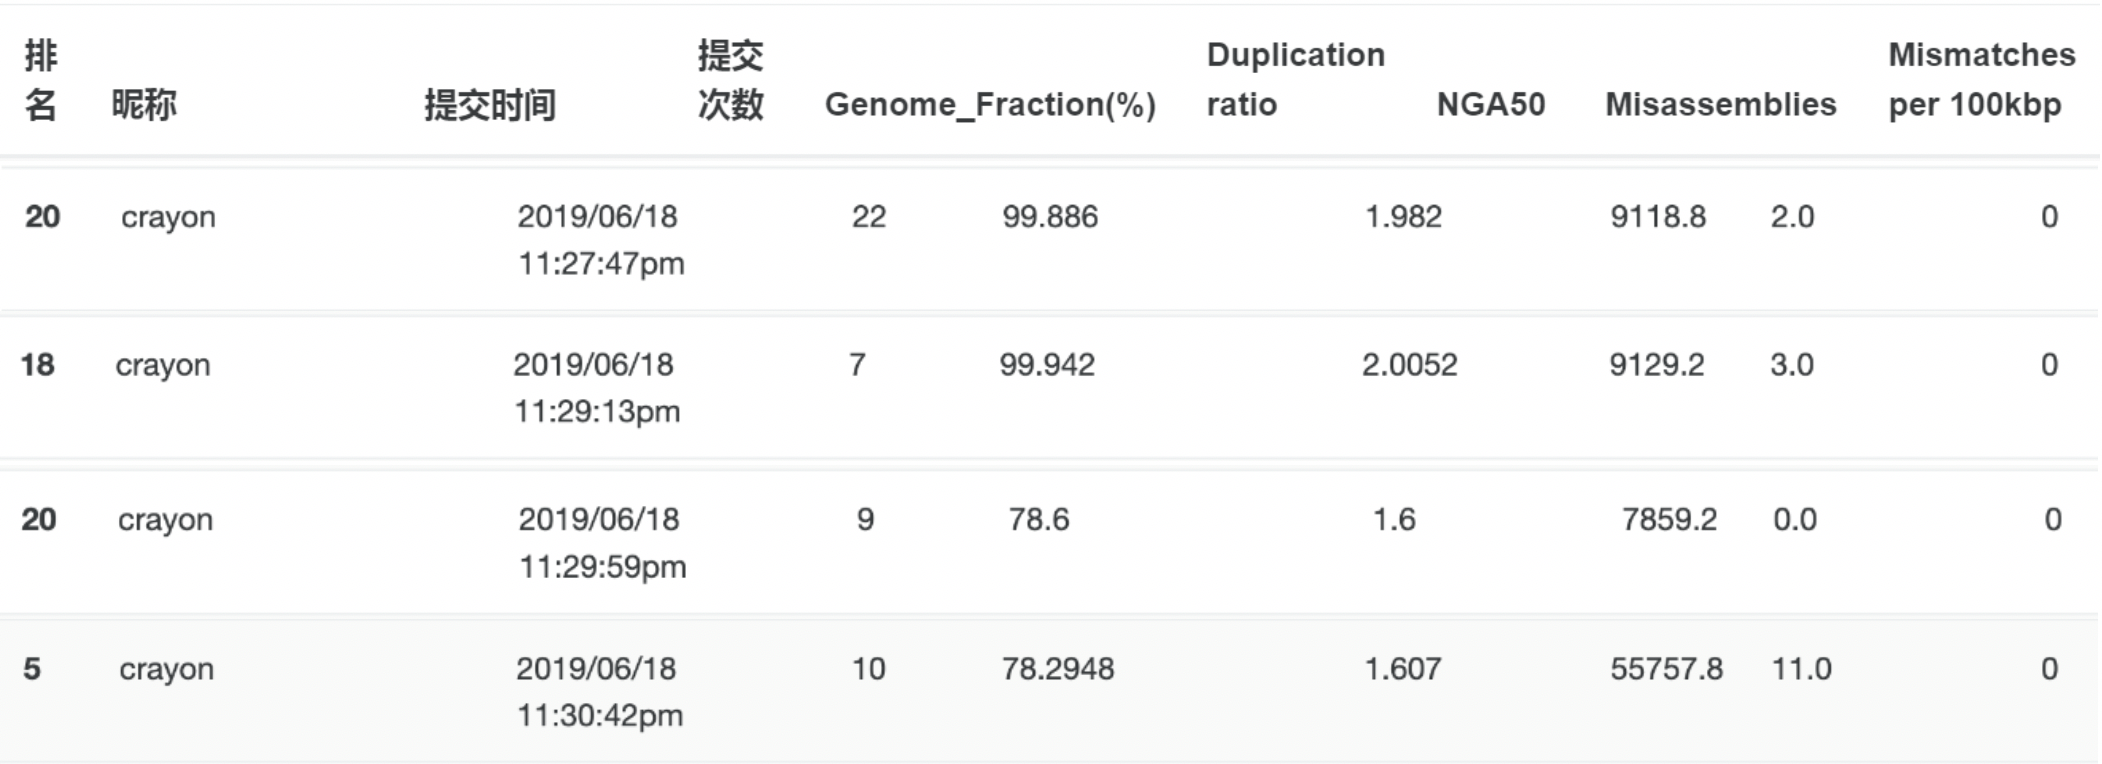 排名 昵称 提交时间 提交次数 Genome_Fraction(%) Duplication ratio NGA50 Misassemblies Mismatches per 100kbp
20 crayon 2019/06/18 22 99.886 1.982 9118.8 2.0 0
11:27:47pm
18 crayon 2019/06/18 7 99.942 2.0052 9129.2 3.0 0
11:29:13pm
20 crayon 2019/06/18 9 78.6 1.6 7859.2 0.0 0
11:29:59pm
5 crayon 2019/06/18 10 78.2948 1.607 55757.8 11.0 0
11:30:42pm